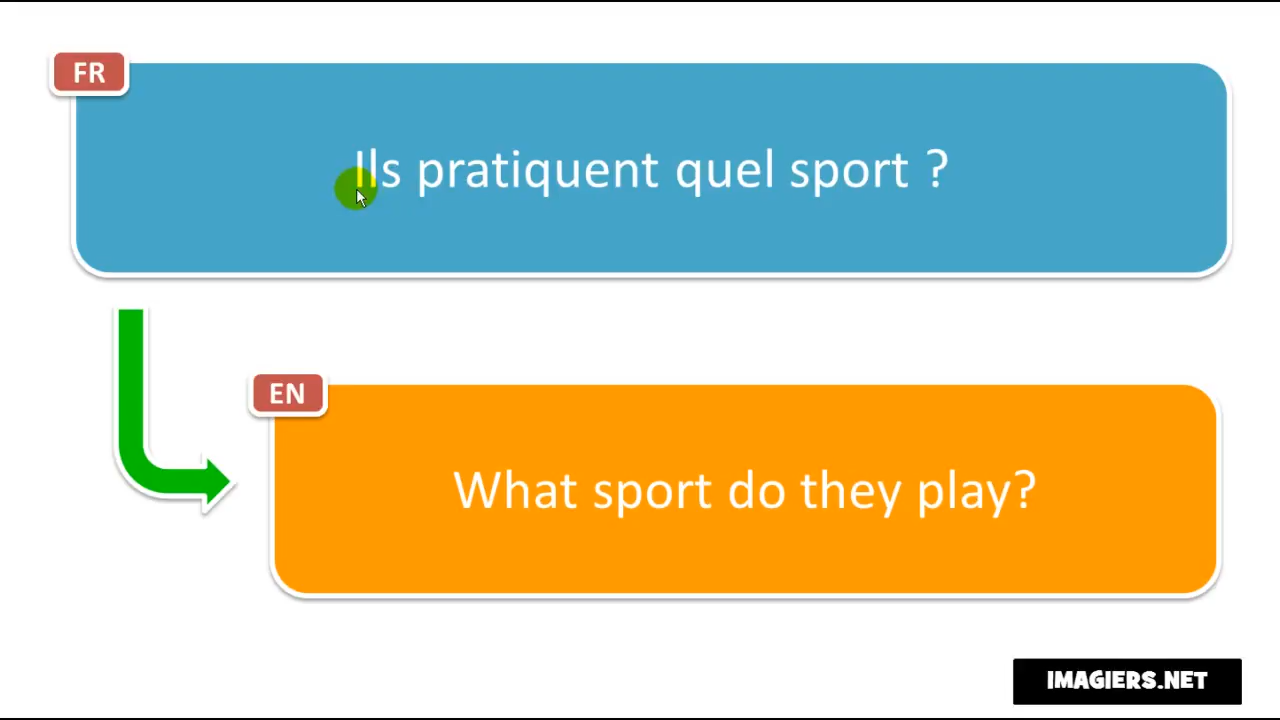 FR
Ils pratiquent quel sport ?
EN
What sport do they play?
IMAGIERS.NET